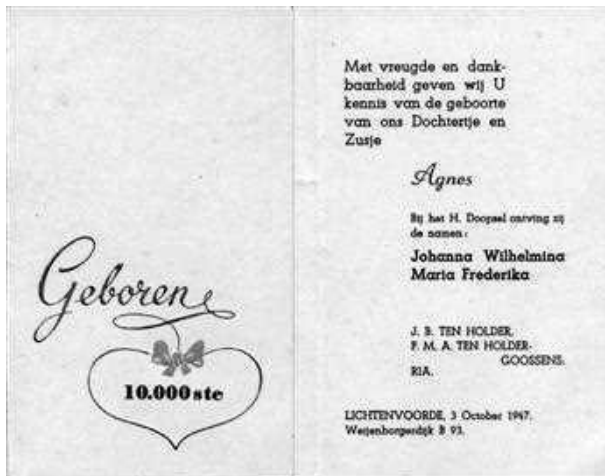 Geboren
10.000ste
Met vreugde en dank-
baarheid geven wij U
kennis van de geboorte
van ons Dochtertje en
Zusje
Agnes
Bij het H. Doopsel ontving zij
de namen:
Johanna Wilhelmina
Maria Frederika
J. B. TEN HOLDER.
F. M. A. TEN HOLDER-
GOOSSENS.
RIA.
LICHTENVOORDE, 3 October 1947.
B 93.